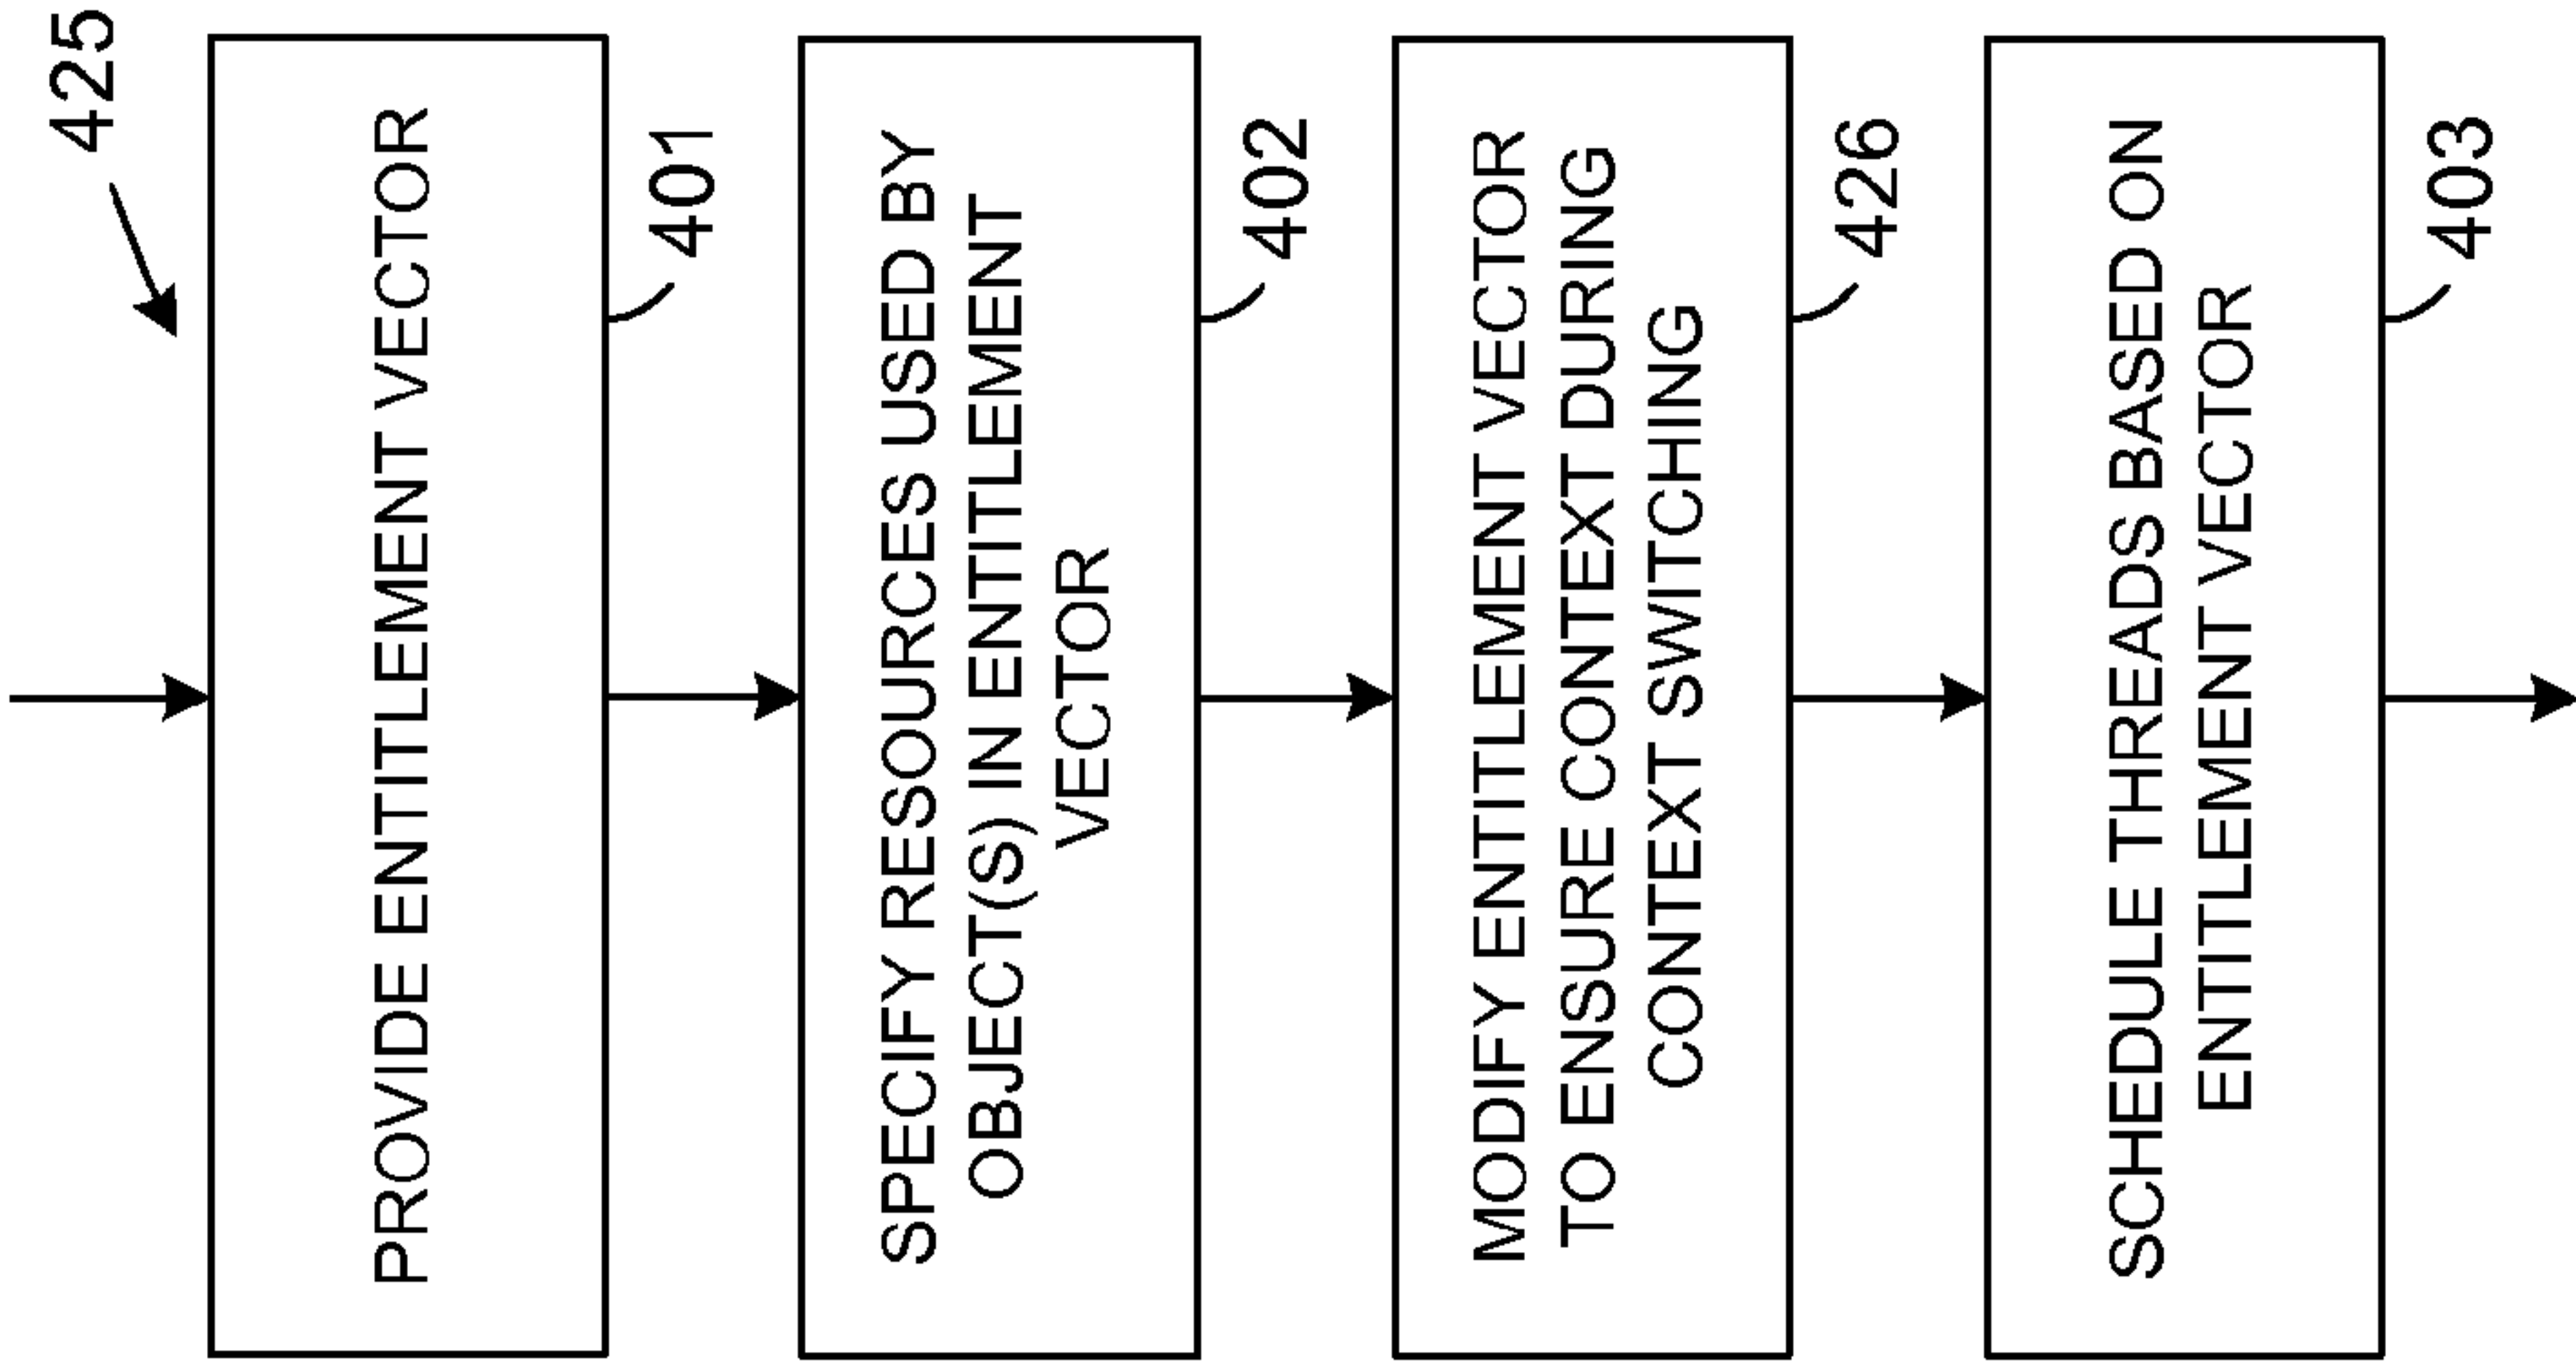 425
PROVIDE ENTITLEMENT VECTOR
401
SPECIFY RESOURCES USED BY
OBJECT(S) IN ENTITLEMENT
VECTOR
402
MODIFY ENTITLEMENT VECTOR
TO ENSURE CONTEXT DURING
CONTEXT SWITCHING
426
SCHEDULE THREADS BASED ON
ENTITLEMENT VECTOR
403